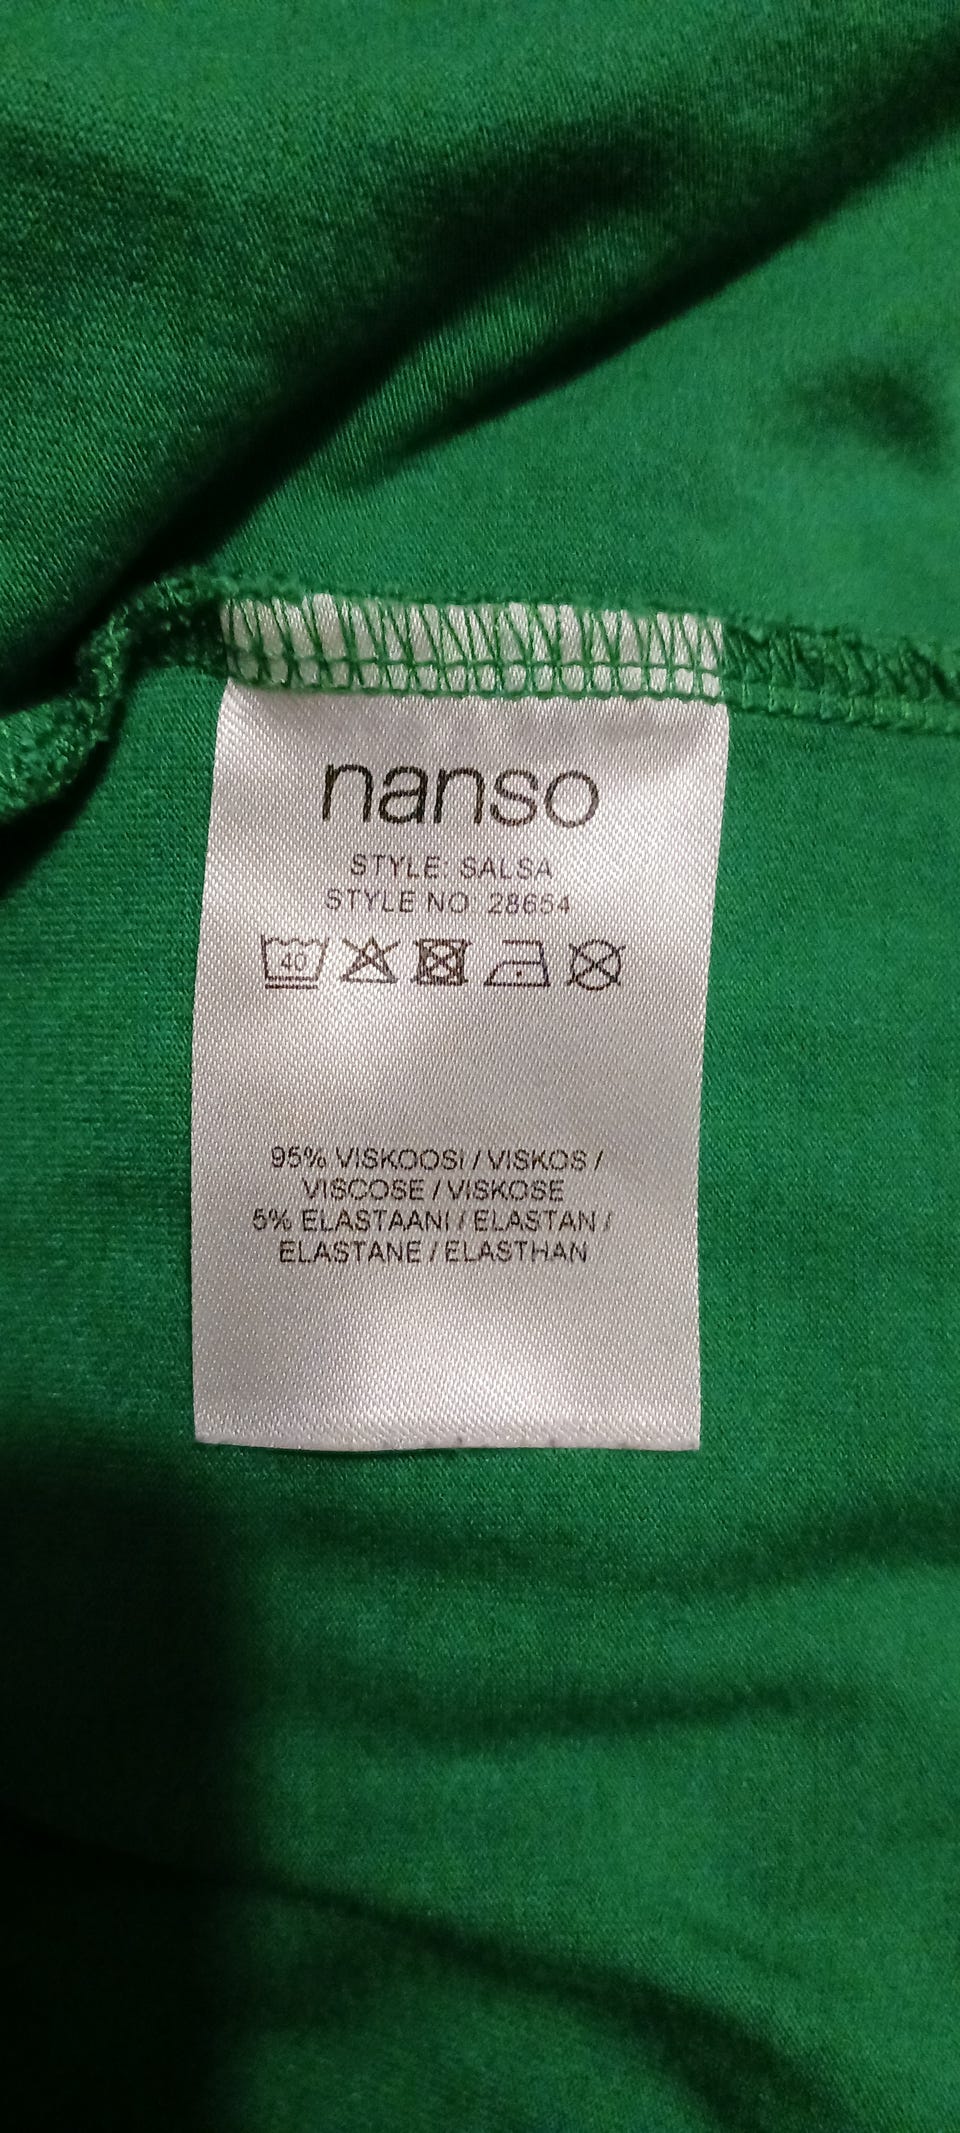 nanso
STYLE: SALSA
STYLE NO 28654
40
95% VISKOOSI / VISKOS /
VISCOSE / VISKOSE
5% ELASTAANI / ELASTAN /
ELASTANE / ELASTHAN